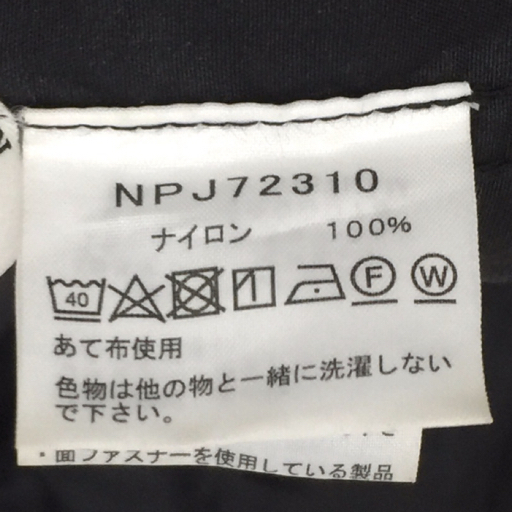 NPJ72310
ナイロン 100%
40 F W
あて布使用
色物は他の物と一緒に洗濯しない
で下さい。
・面ファスナーを使用している製品